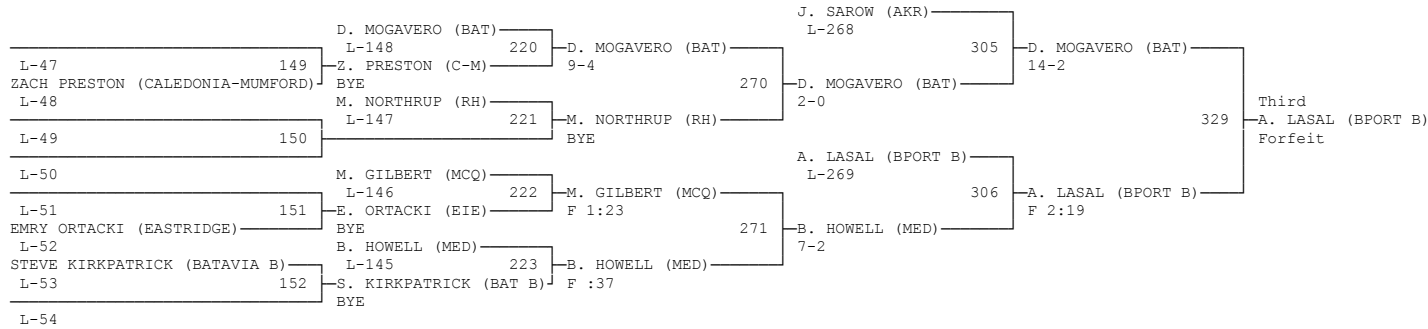 J. SAROW (AKR)
D. MOGAVERO (BAT) L-268
L-148 220 D. MOGAVERO (BAT) 305 D. MOGAVERO (BAT)
L-47 149 Z. PRESTON (C-M) 9-4 14-2
ZACH PRESTON (CALEDONIA-MUMFORD) BYE 270 D. MOGAVERO (BAT)
L-48 M. NORTHRUP (RH) 2-0 Third
L-147 221 M. NORTHRUP (RH) 329 A. LASAL (BPORT B)
L-49 150 BYE Forfeit
A. LASAL (BPORT B)
L-50 M. GILBERT (MCQ) L-269
L-146 222 M. GILBERT (MCQ) 306 A. LASAL (BPORT B)
L-51 151 E. ORTACKI (EIE) F 1:23 F 2:19
EMRY ORTACKI (EASTRIDGE) BYE 271 B. HOWELL (MED)
L-52 B. HOWELL (MED) 7-2
STEVE KIRKPATRICK (BATAVIA B) L-145 223 B. HOWELL (MED)
L-53 152 S. KIRKPATRICK (BAT B) F :37
BYE
L-54